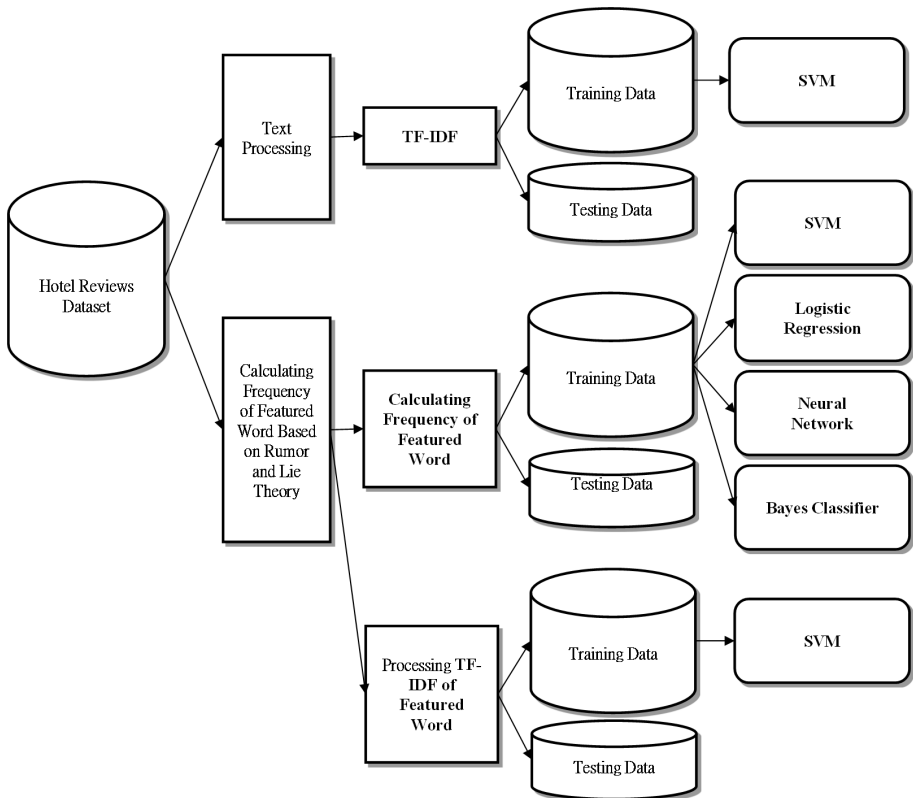 Training Data
SVM
Text
Processing
TF-IDF
Testing Data
Hotel Reviews
Dataset
SVM
Logistic
Regression
Calculating
Frequency
of Featured
Word Based
on Rumor
and Lie
Theory
Calculating
Frequency of
Featured
Word
Training Data
Neural
Network
Testing Data
Bayes Classifier
Processing TF-
IDF of
Featured
Word
Training Data
SVM
Testing Data